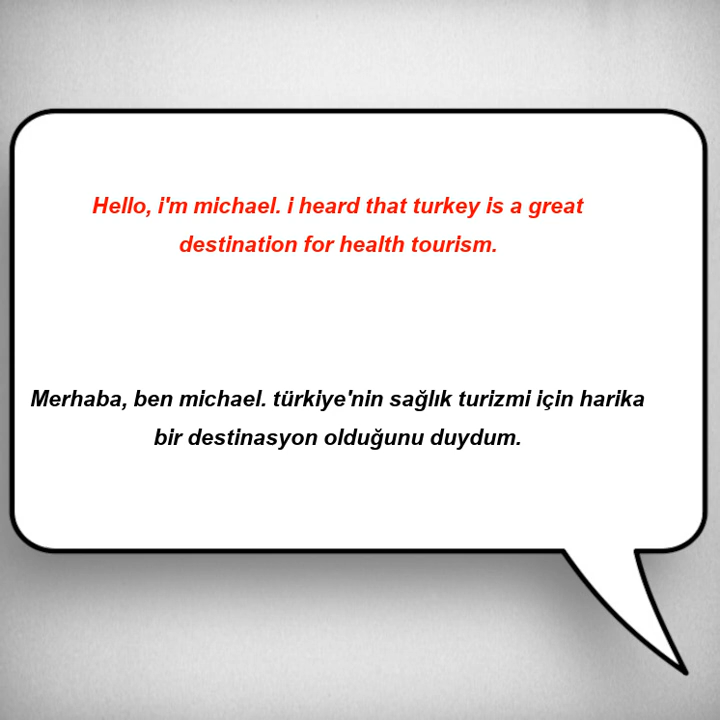 Hello, i'm michael. i heard that turkey is a great
destination for health tourism.
Merhaba, ben michael. türkiye'nin sağlık turizmi için harika
bir destinasyon olduğunu duydum.